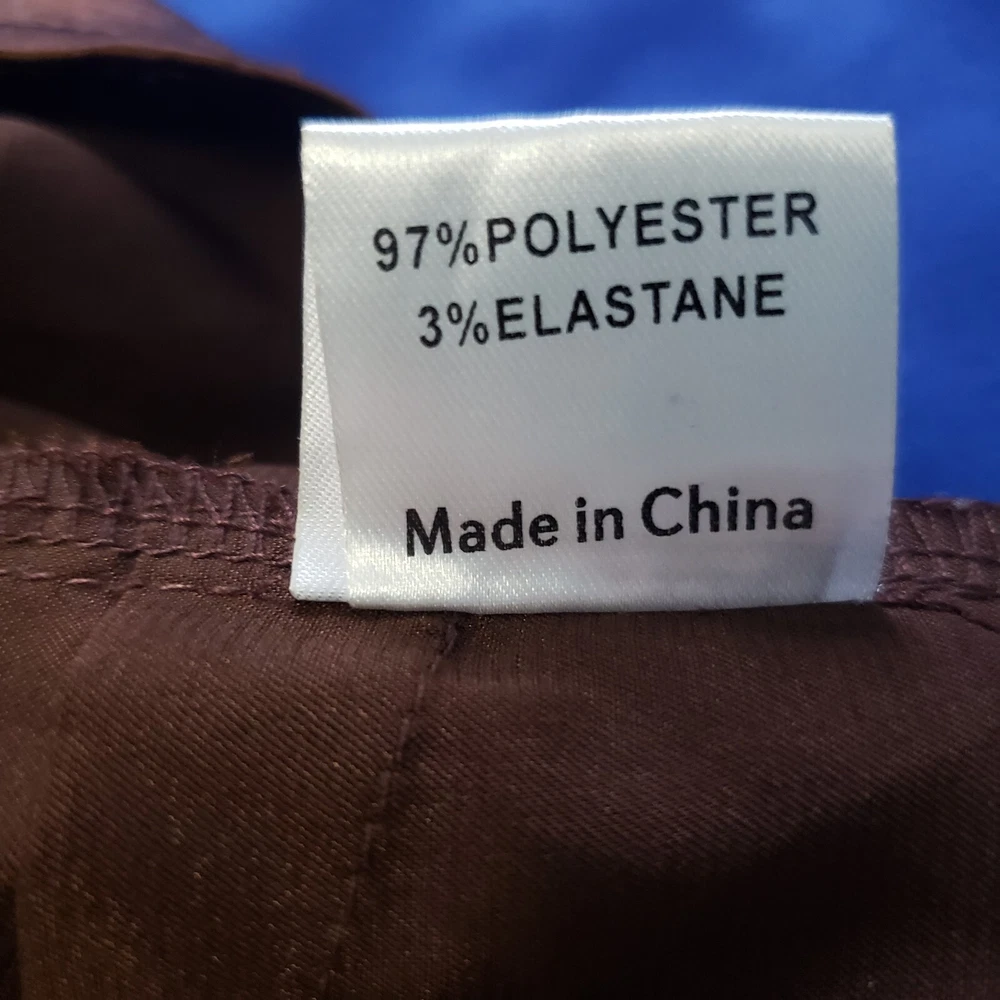 97%POLYESTER
3%ELASTANE
Made in China